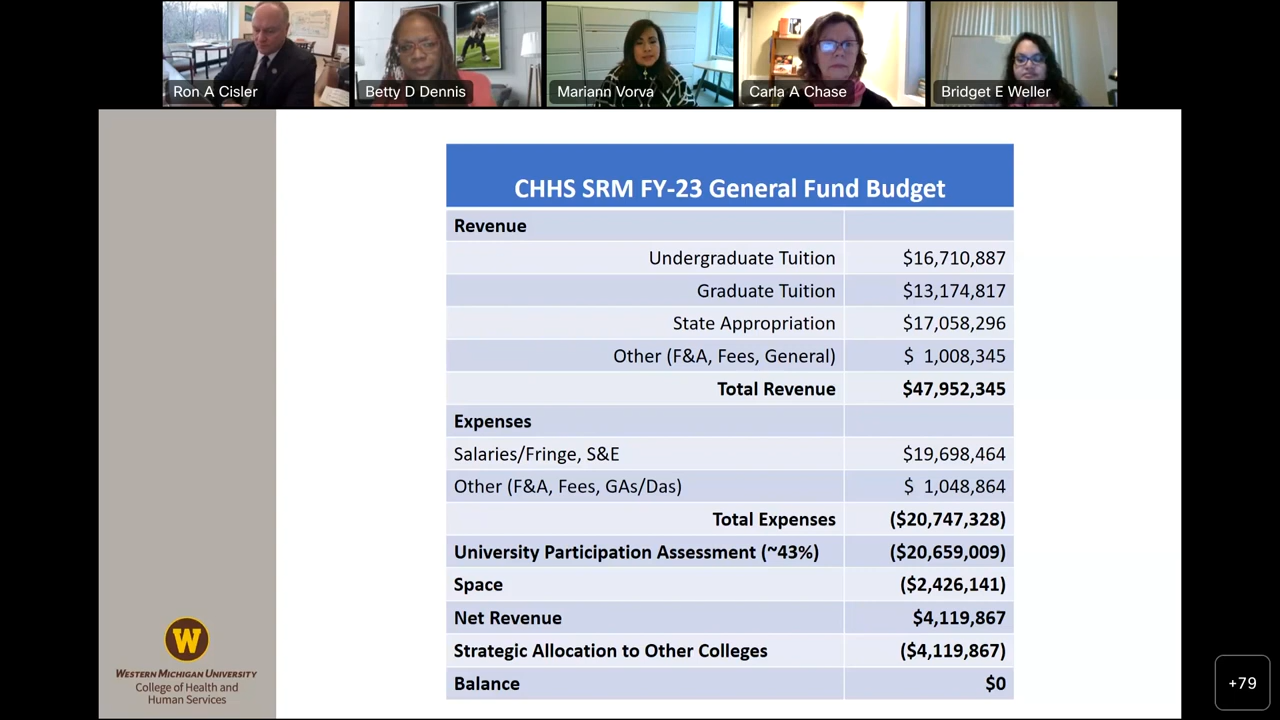 Ron A Cisler
Betty D Dennis
Mariann Vorva
Carla A Chase
Bridget E Weller
CHHS SRM FY-23 General Fund Budget
Revenue
Undergraduate Tuition $16,710,887
Graduate Tuition $13,174,817
State Appropriation $17,058,296
Other (F&A, Fees, General) $ 1,008,345
Total Revenue $47,952,345
Expenses
Salaries/Fringe, S&E $19,698,464
Other (F&A, Fees, GAs/Das) $ 1,048,864
Total Expenses ($20,747,328)
University Participation Assessment (~43%) ($20,659,009)
Space ($2,426,141)
Net Revenue $4,119,867
Strategic Allocation to Other Colleges ($4,119,867)
Balance $0
W
WESTERN MICHIGAN UNIVERSITY
College of Health and
Human Services
+79